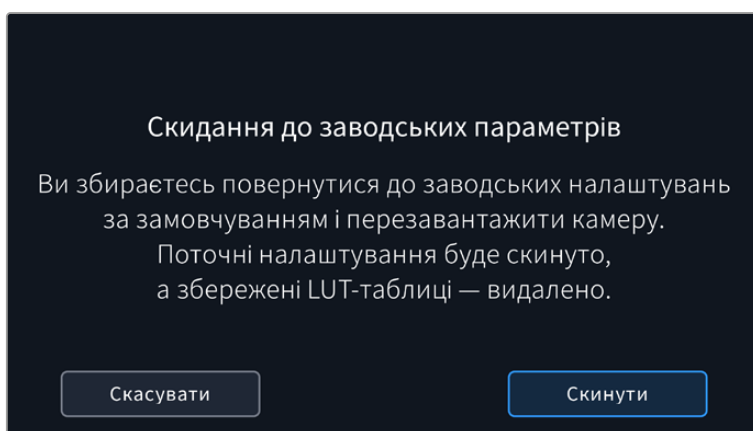 Скидання до заводських параметрів
Ви збираєтесь повернутися до заводських налаштувань
за замовчуванням і перезавантажити камеру.
Поточні налаштування буде скинуто,
а збережені LUT-таблиці — видалено.
Скасувати
Скинути